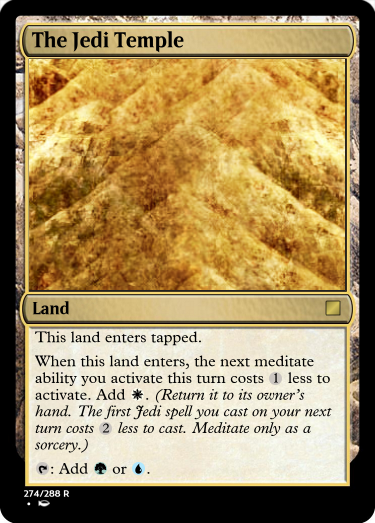 The Jedi Temple
Land
This land enters tapped.
When this land enters, the next meditate
ability you activate this turn costs 1 less to
activate. Add . (Return it to its owner's
hand. The first Jedi spell you cast on your next
turn costs 2 less to cast. Meditate only as a
sorcery.)
: Add or .
274/288 R